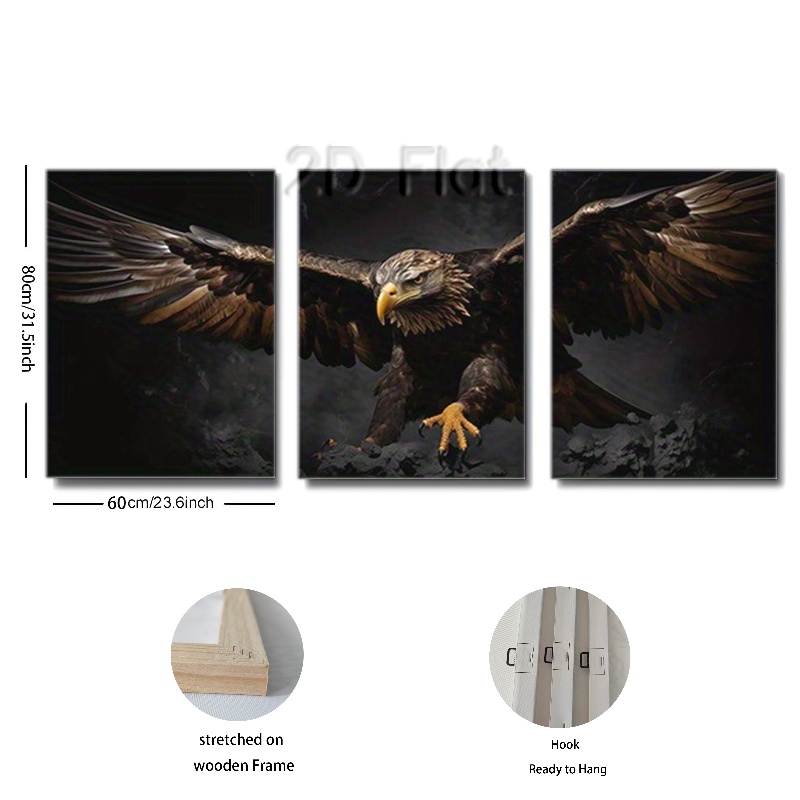 2D Flat
80cm/31.5inch
60cm/23.6inch
stretched on
wooden Frame
Hook
Ready to Hang